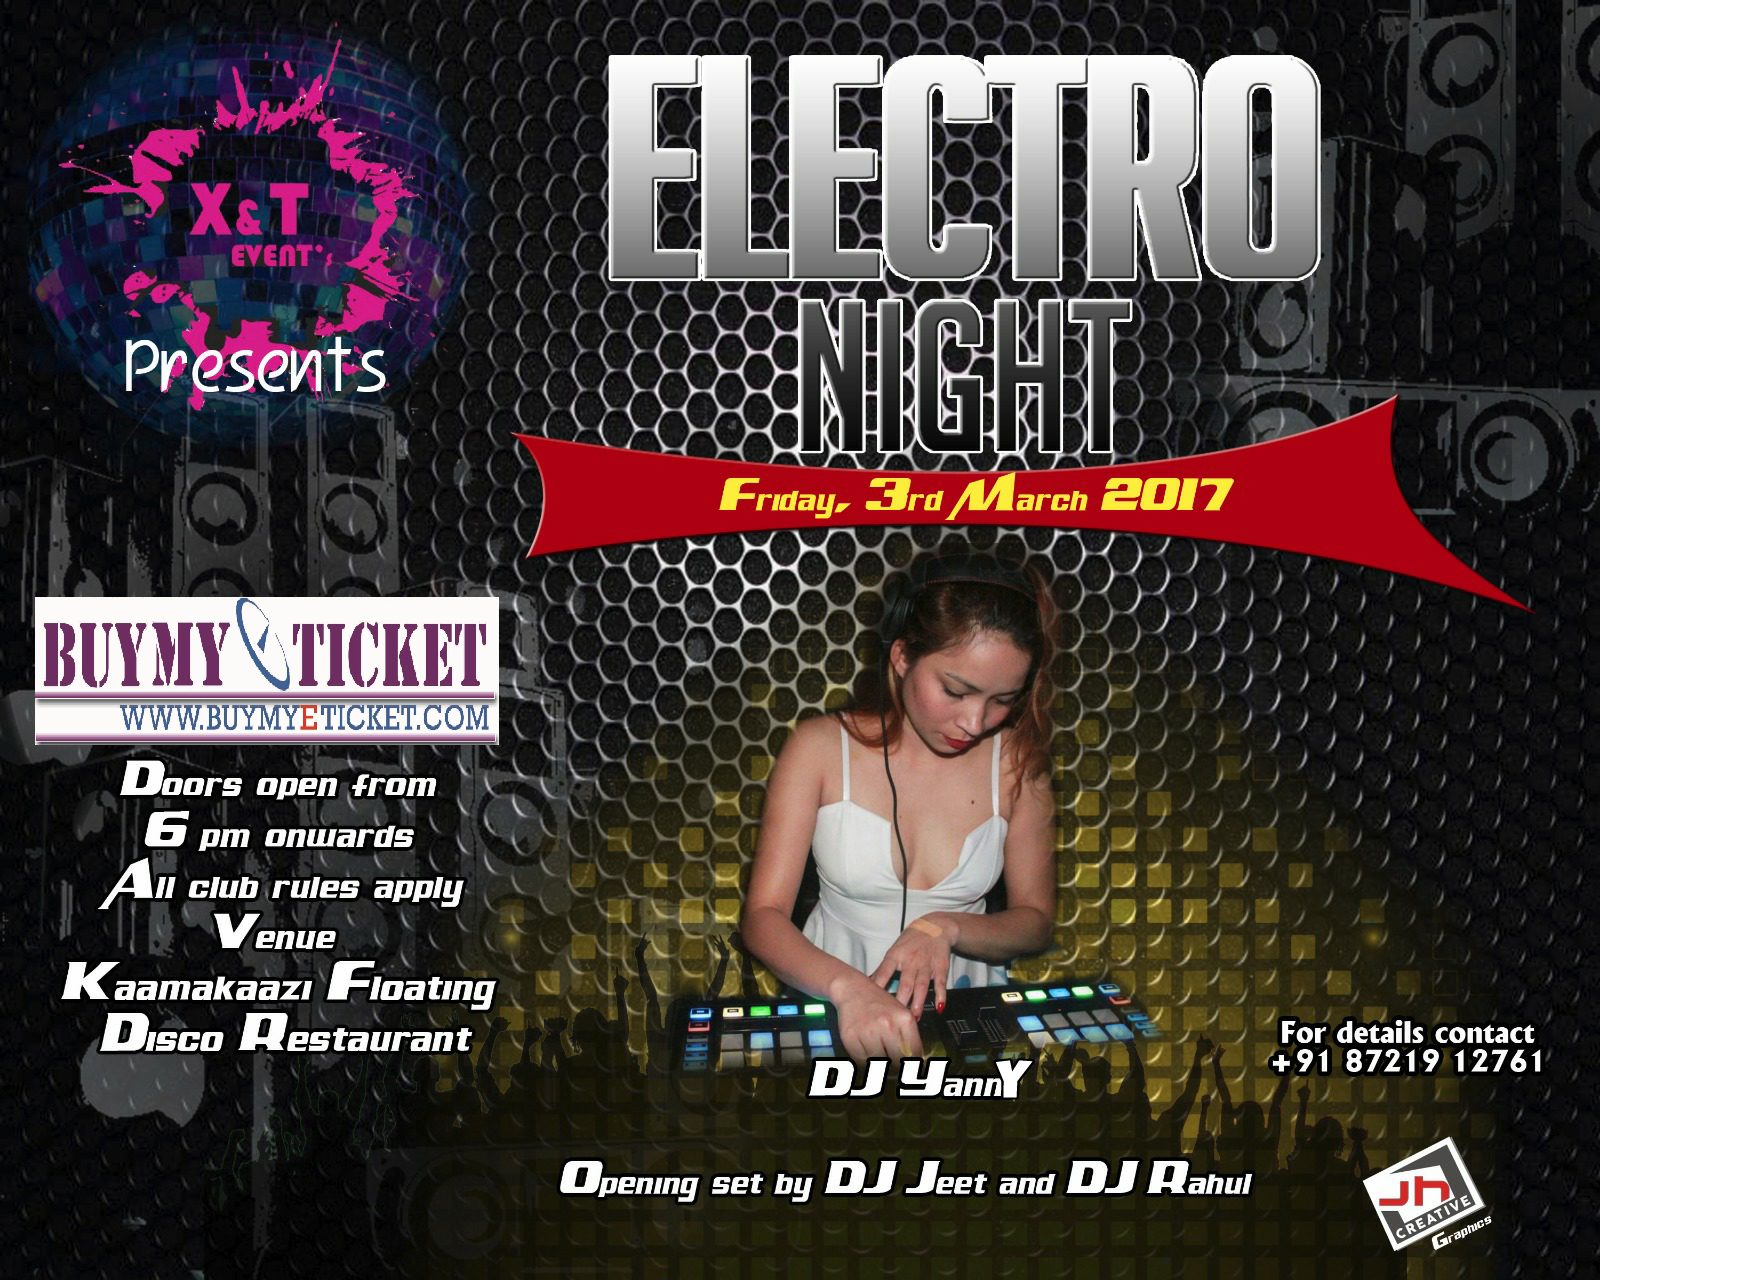 X&T
EVENT's
Presents
ELECTRO
NIGHT
Friday, 3rd March 2017
BUYMYETICKET
WWW.BUYMYETICKET.COM
Doors open from
6 pm onwards
All club rules apply
Venue
Kaamakaazi Floating
Disco Restaurant
For details contact
+91 87219 12761
DJ YannY
Opening set by DJ Jeet and DJ Rahul
Jh
CREATIVE
Graphics